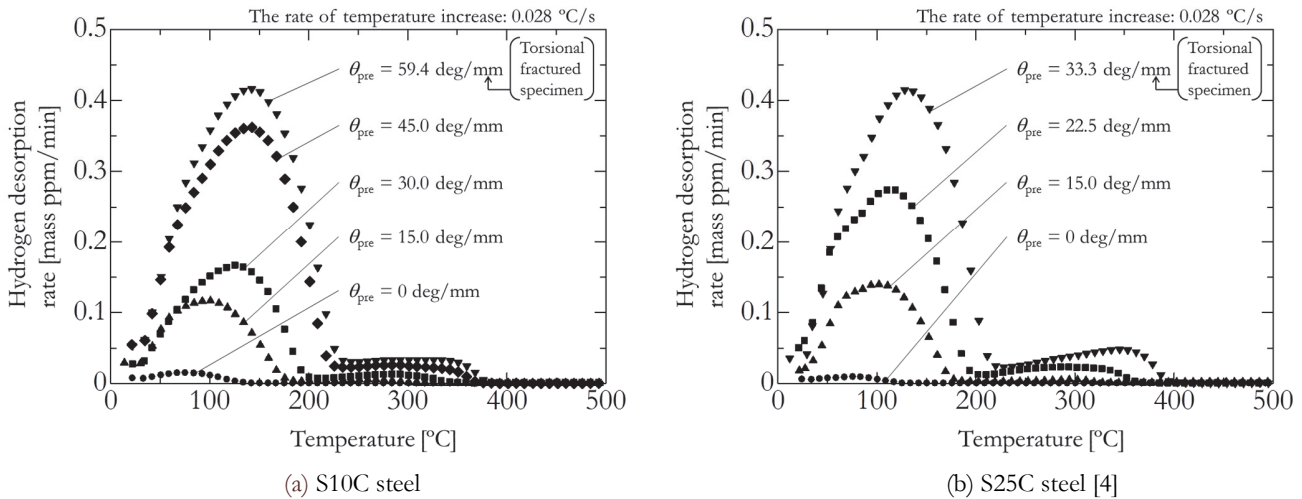 The rate of temperature increase: 0.028 ºC/s
Hydrogen desorption
rate [mass ppm/min]
0.5
0.4
0.3
0.2
0.1
0
θpre = 59.4 deg/mm
Torsional
fractured
specimen
θpre = 45.0 deg/mm
θpre = 30.0 deg/mm
θpre = 15.0 deg/mm
θpre = 0 deg/mm
0 100 200 300 400 500
Temperature [ºC]
(a) S10C steel
The rate of temperature increase: 0.028 ºC/s
Hydrogen desorption
rate [mass ppm/min]
0.5
0.4
0.3
0.2
0.1
0
θpre = 33.3 deg/mm
Torsional
fractured
specimen
θpre = 22.5 deg/mm
θpre = 15.0 deg/mm
θpre = 0 deg/mm
0 100 200 300 400 500
Temperature [ºC]
(b) S25C steel [4]